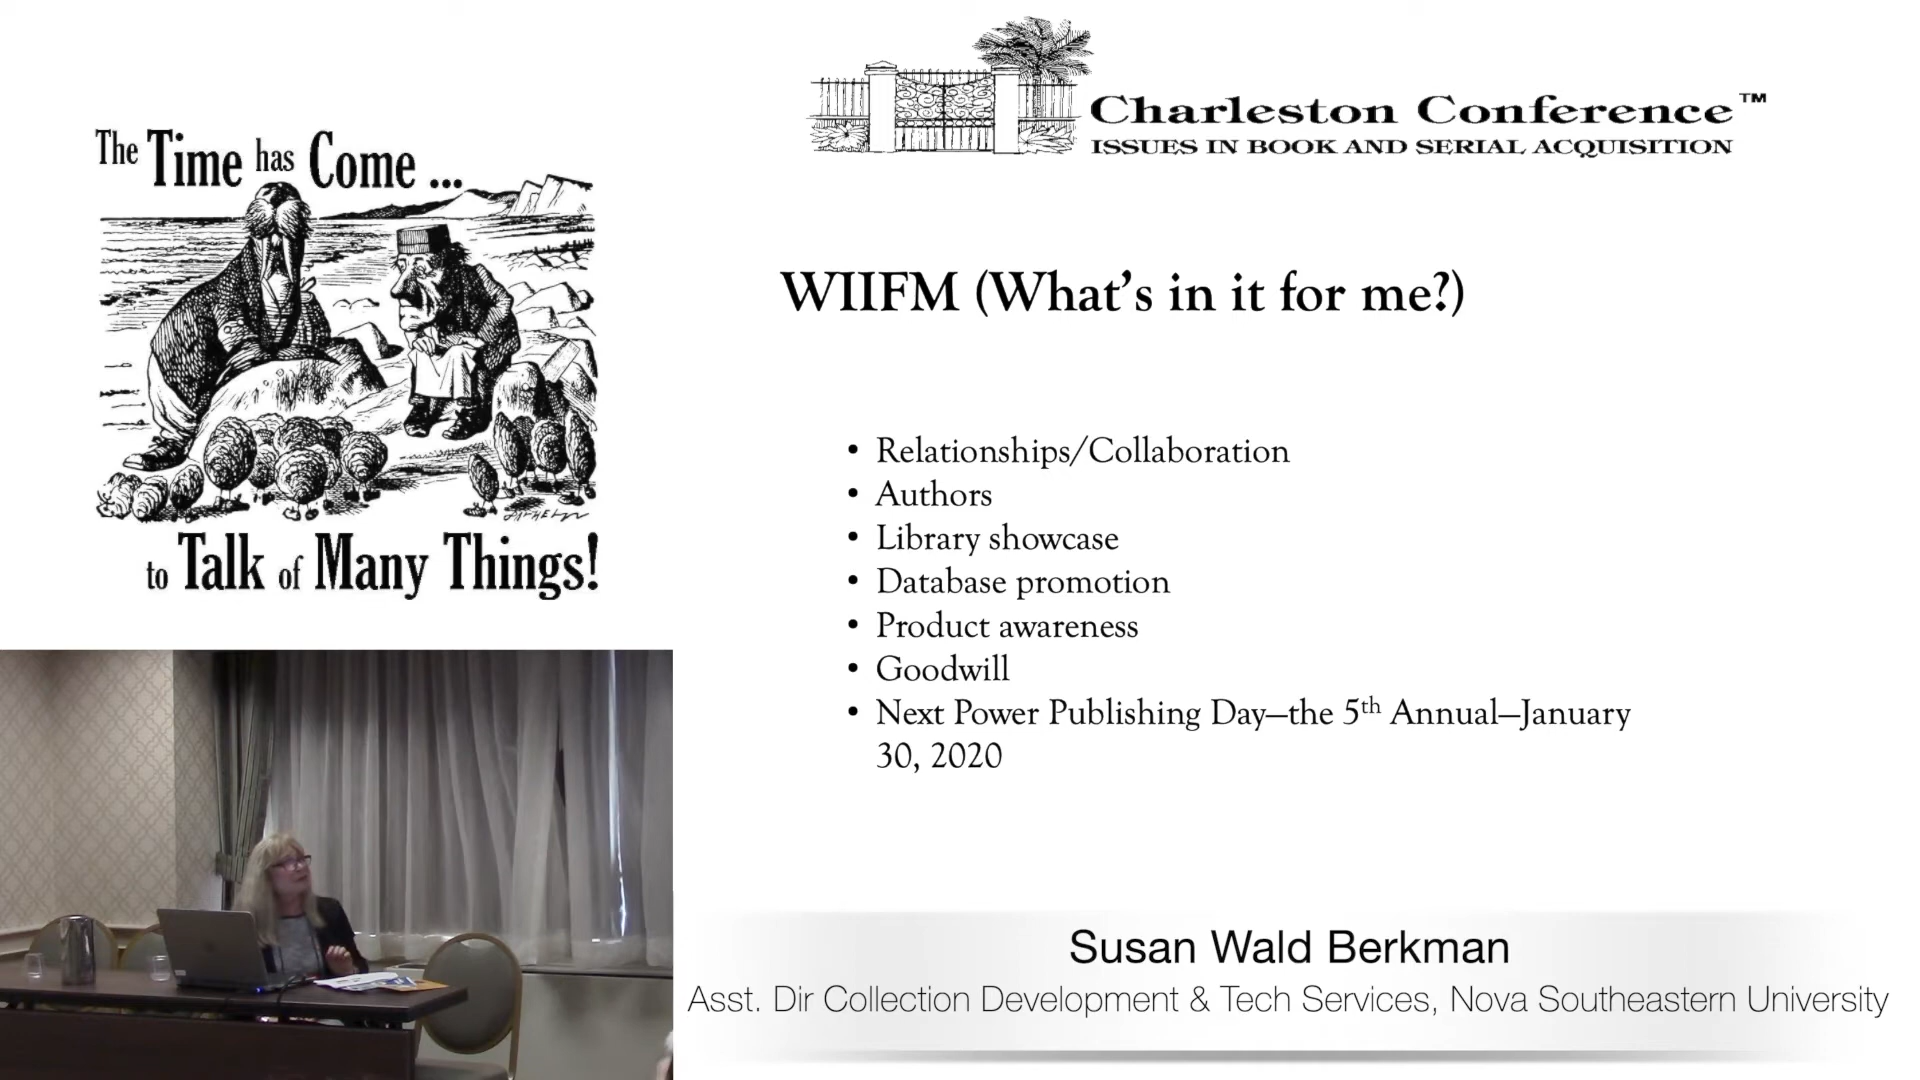 The Time has Come ...
to Talk of Many Things!
Charleston Conference™
ISSUES IN BOOK AND SERIAL ACQUISITION
WIIFM (What's in it for me?)
• Relationships/Collaboration
• Authors
• Library showcase
• Database promotion
• Product awareness
• Goodwill
• Next Power Publishing Day—the 5th Annual—January
30, 2020
Susan Wald Berkman
Asst. Dir Collection Development & Tech Services, Nova Southeastern University